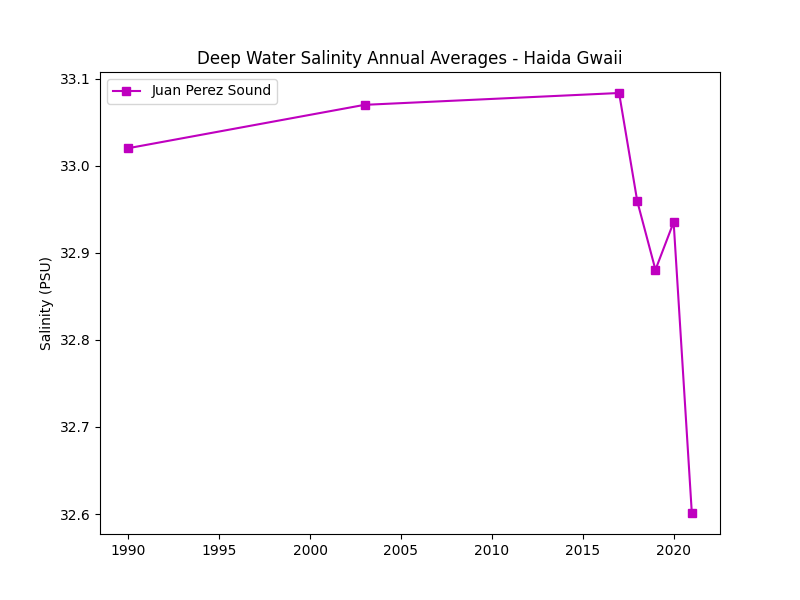 Deep Water Salinity Annual Averages - Haida Gwaii
Juan Perez Sound
33.1
33.0
32.9
32.8
32.7
32.6
Salinity (PSU)
1990 1995 2000 2005 2010 2015 2020